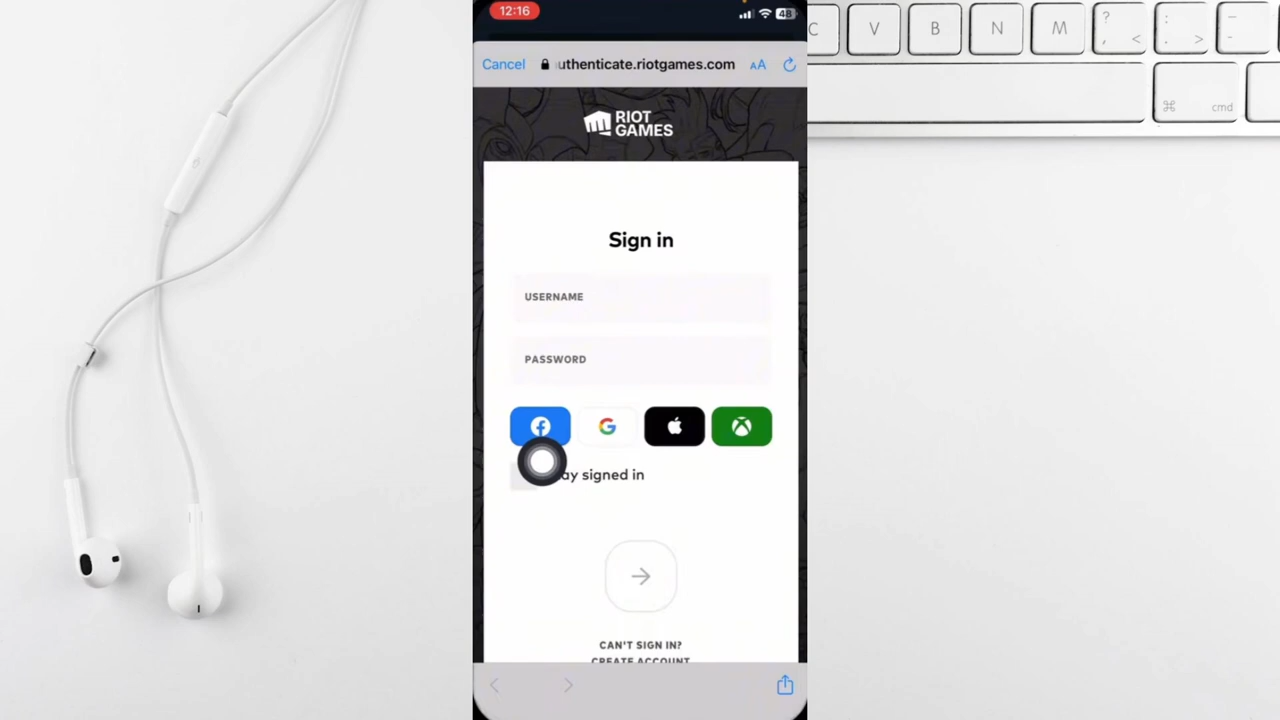 12:16
48
Cancel
uthenticate.riotgames.com
AA
RIOT
GAMES
Sign in
USERNAME
PASSWORD
ay signed in
CAN'T SIGN IN?
CREATE ACCOUNT
C V B N M ? < : > —
⌘ cmd